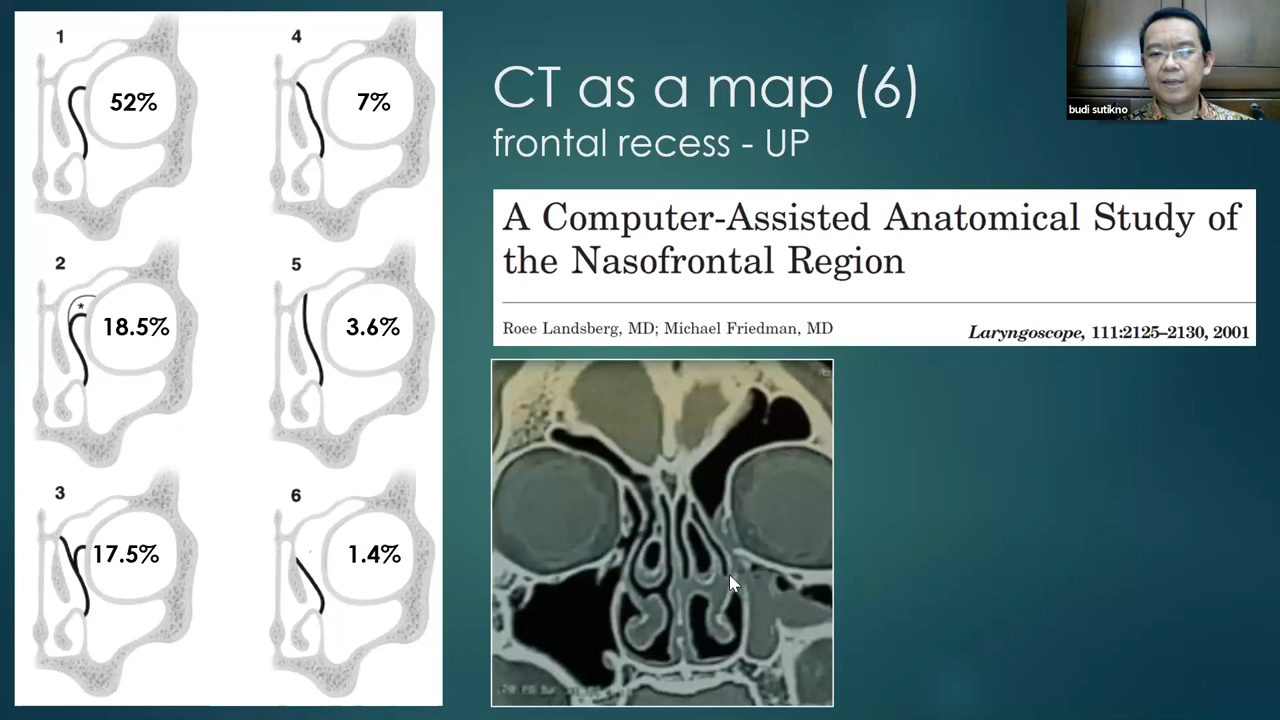 1
52%
4
7%
2
18.5%
5
3.6%
3
17.5%
6
1.4%
CT as a map (6)
frontal recess - UP
A Computer-Assisted Anatomical Study of
the Nasofrontal Region
Roee Landsberg, MD; Michael Friedman, MD
Laryngoscope, 111:2125–2130, 2001
budi sutikno